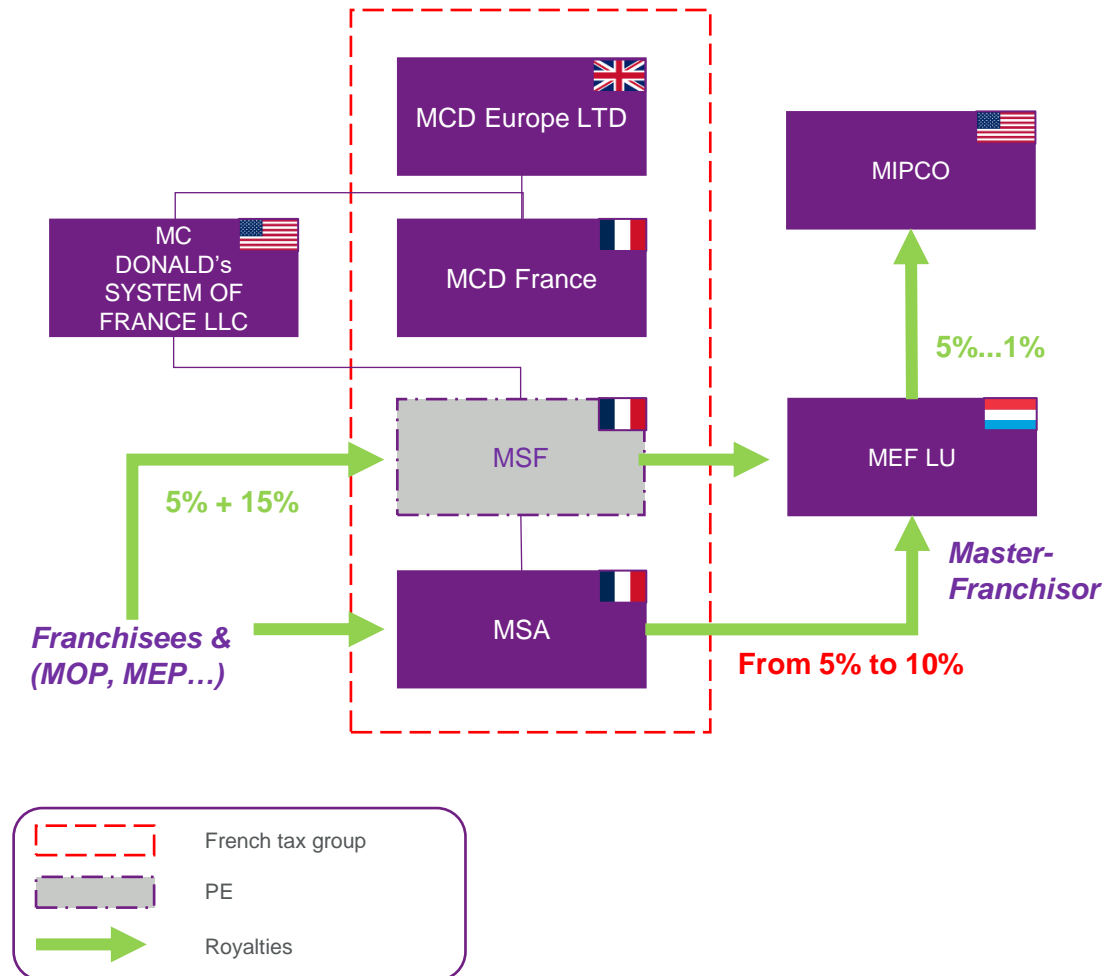 MCD Europe LTD
MIPCO
MC
DONALD's
SYSTEM OF
FRANCE LLC
MCD France
5%...1%
MSF
MEF LU
5% + 15%
Master-
Franchisor
Franchisees &
(MOP, MEP…)
MSA
From 5% to 10%
French tax group
PE
Royalties